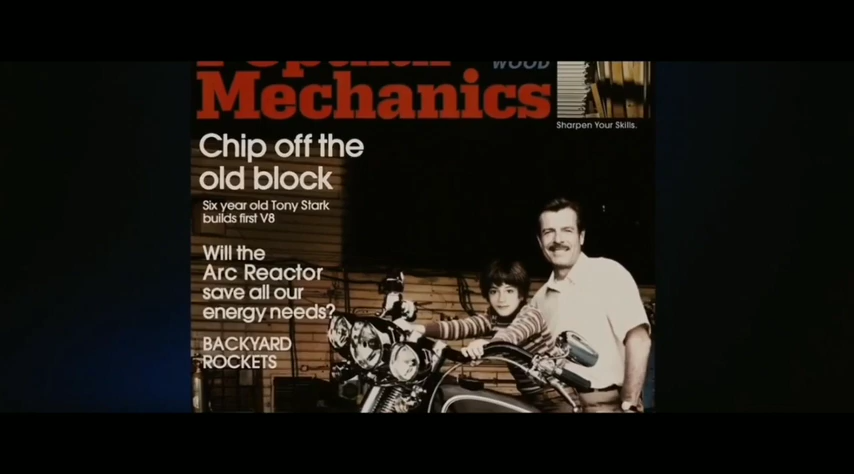 Popular
WOOD
Mechanics
Sharpen Your Skills.
Chip off the
old block
Six year old Tony Stark
builds first V8
Will the
Arc Reactor
save all our
energy needs?
BACKYARD
ROCKETS